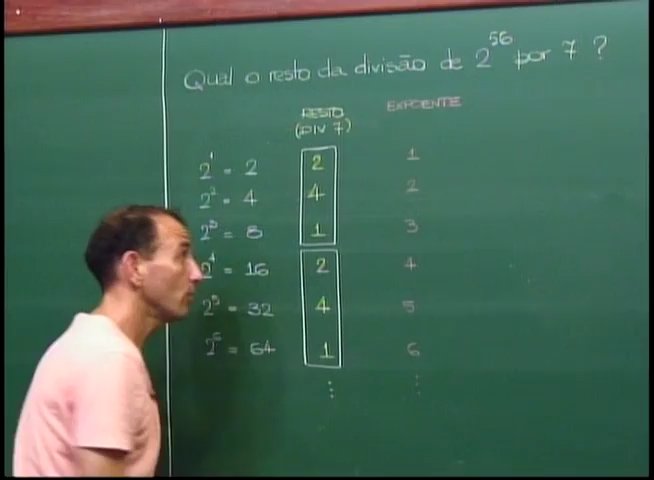 Qual o resto da divisão de 2^56 por 7 ?
RESTO EXPOENTE
(DIV 7)
2^1 = 2 2 1
2^2 = 4 4 2
2^3 = 8 1 3
2^4 = 16 2 4
2^5 = 32 4 5
2^6 = 64 1 6
⋮ ⋮